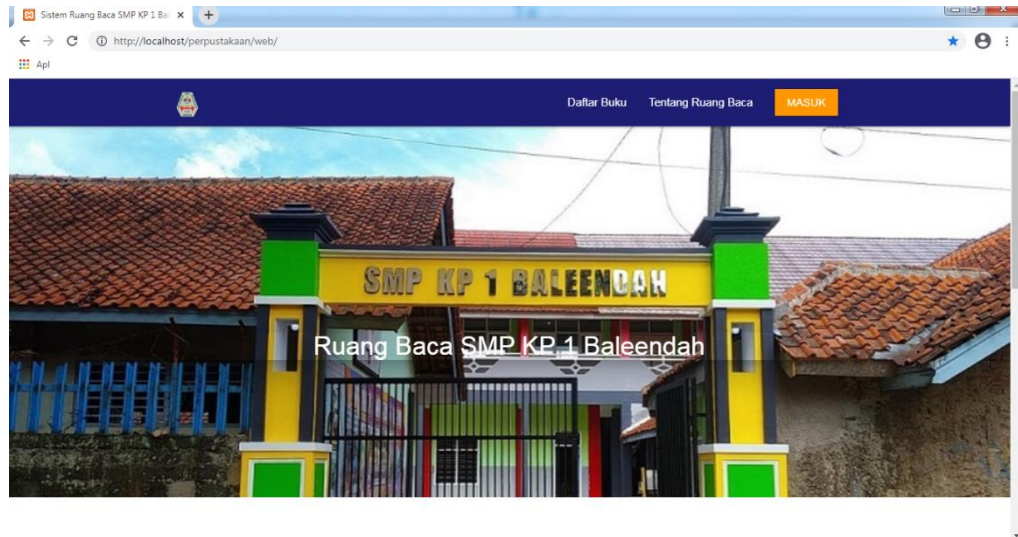 Sistem Ruang Baca SMP KP 1 Bal
http://localhost/perpustakaan/web/
Apl
Daftar Buku Tentang Ruang Baca MASUK
SMP KP 1 BALEENDAH
Ruang Baca SMP KP 1 Baleendah